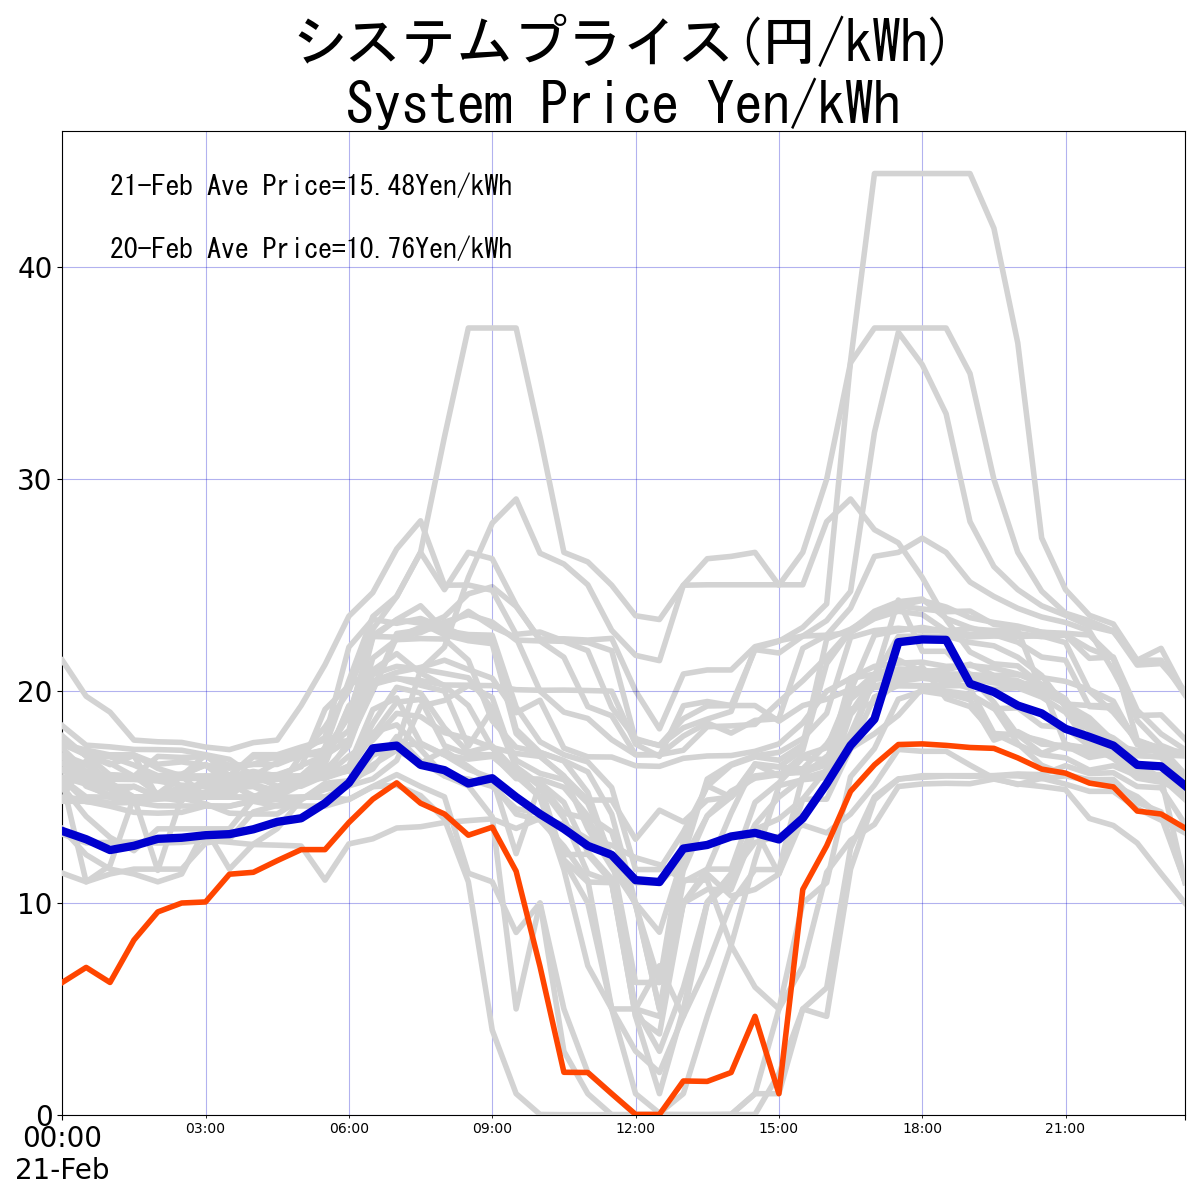 システムプライス(円/kWh)
System Price Yen/kWh
21-Feb Ave Price=15.48Yen/kWh
20-Feb Ave Price=10.76Yen/kWh
40
30
20
10
0
00:00 03:00 06:00 09:00 12:00 15:00 18:00 21:00
21-Feb